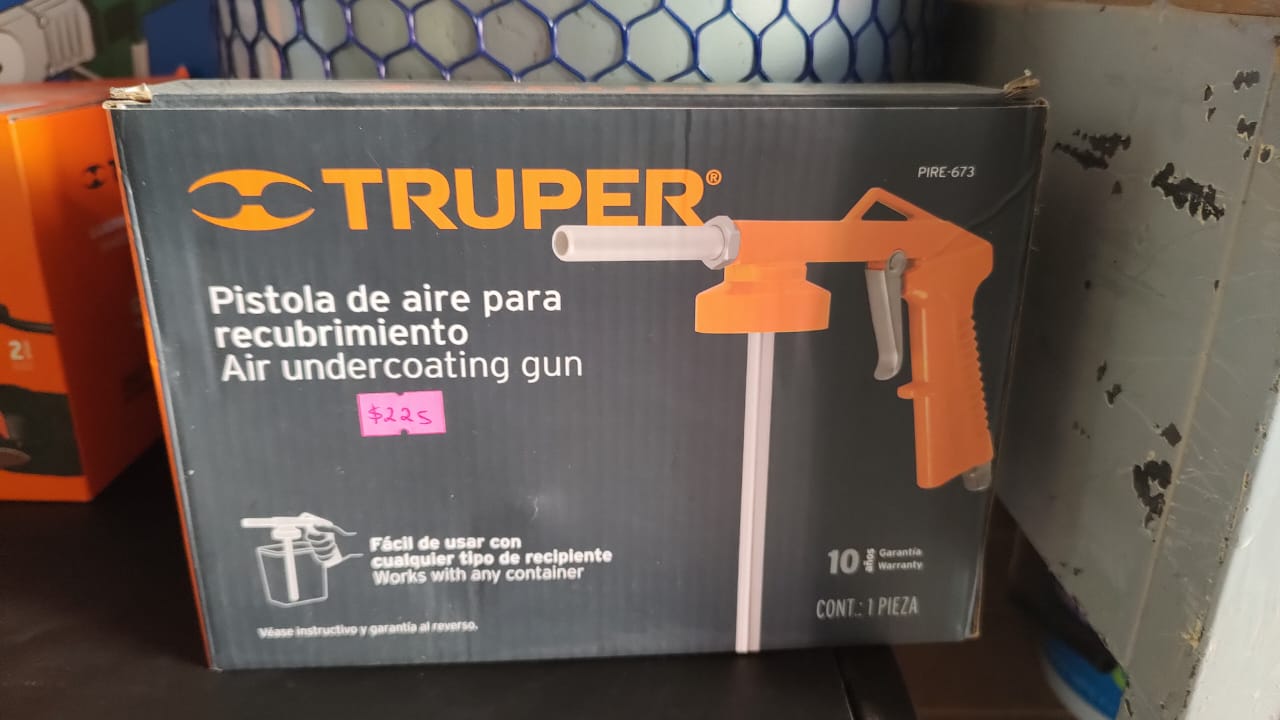 TRUPER®
PIRE-673
Pistola de aire para
recubrimiento
Air undercoating gun
$225
Fácil de usar con
cualquier tipo de recipiente
Works with any container
10 años Garantía
Warranty
CONT.: 1 PIEZA
Véase instructivo y garantía al reverso.
2